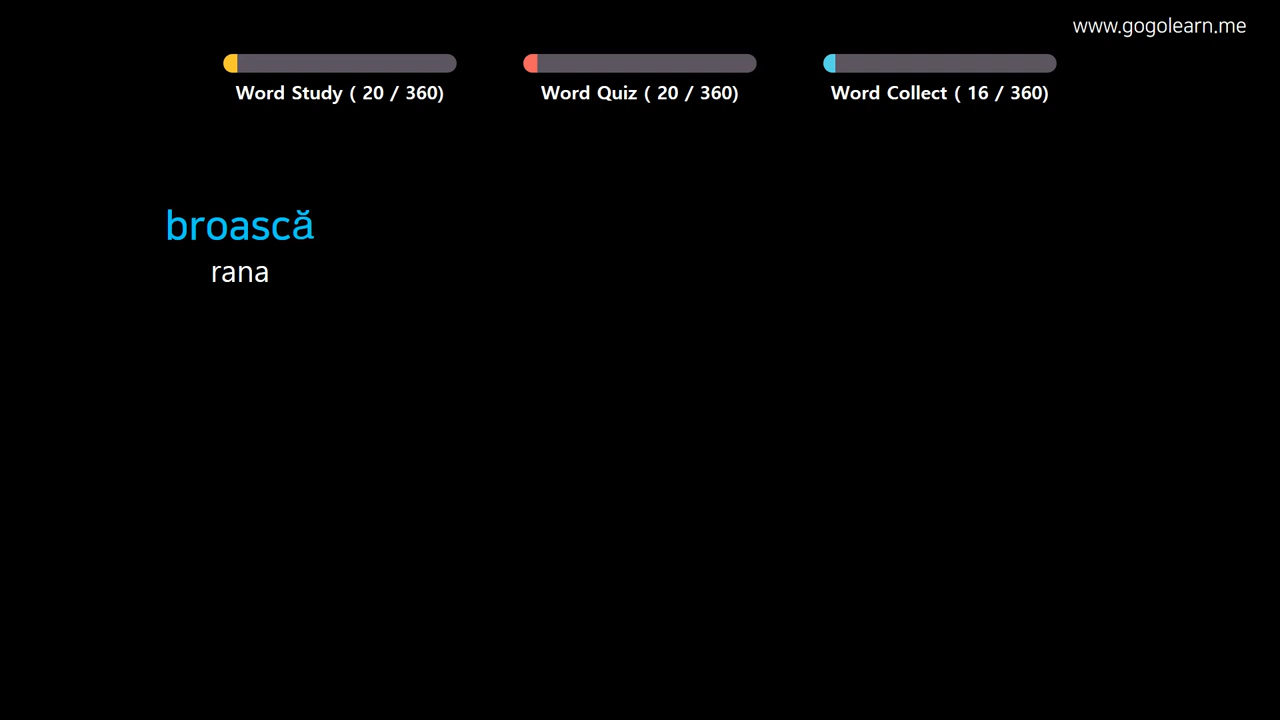 www.gogolearn.me
Word Study ( 20 / 360)
Word Quiz ( 20 / 360)
Word Collect ( 16 / 360)
broască
rana